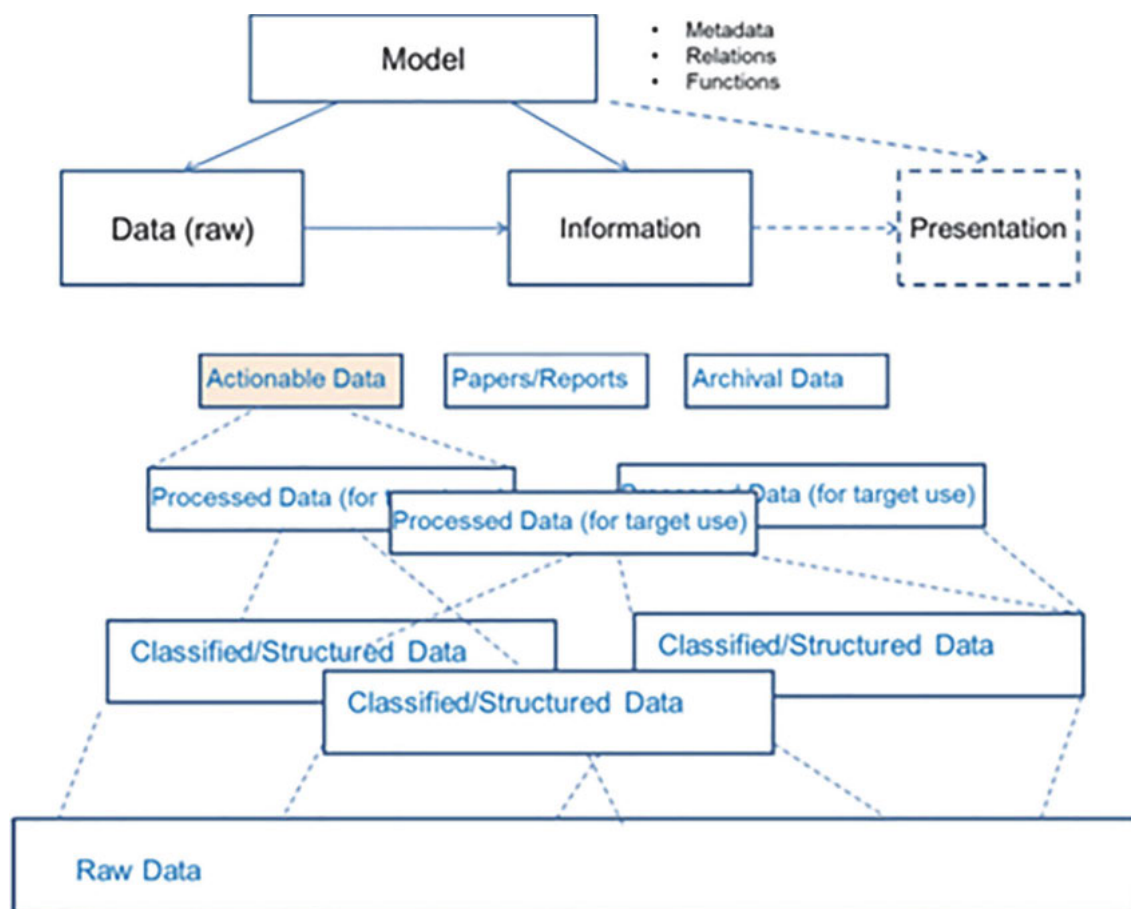 Model
• Metadata
• Relations
• Functions
Data (raw)
Information
Presentation
Actionable Data
Papers/Reports
Archival Data
Processed Data (for t
Data (for target use)
Processed Data (for target use)
Classified/Structured Data
Classified/Structured Data
Classified/Structured Data
Raw Data